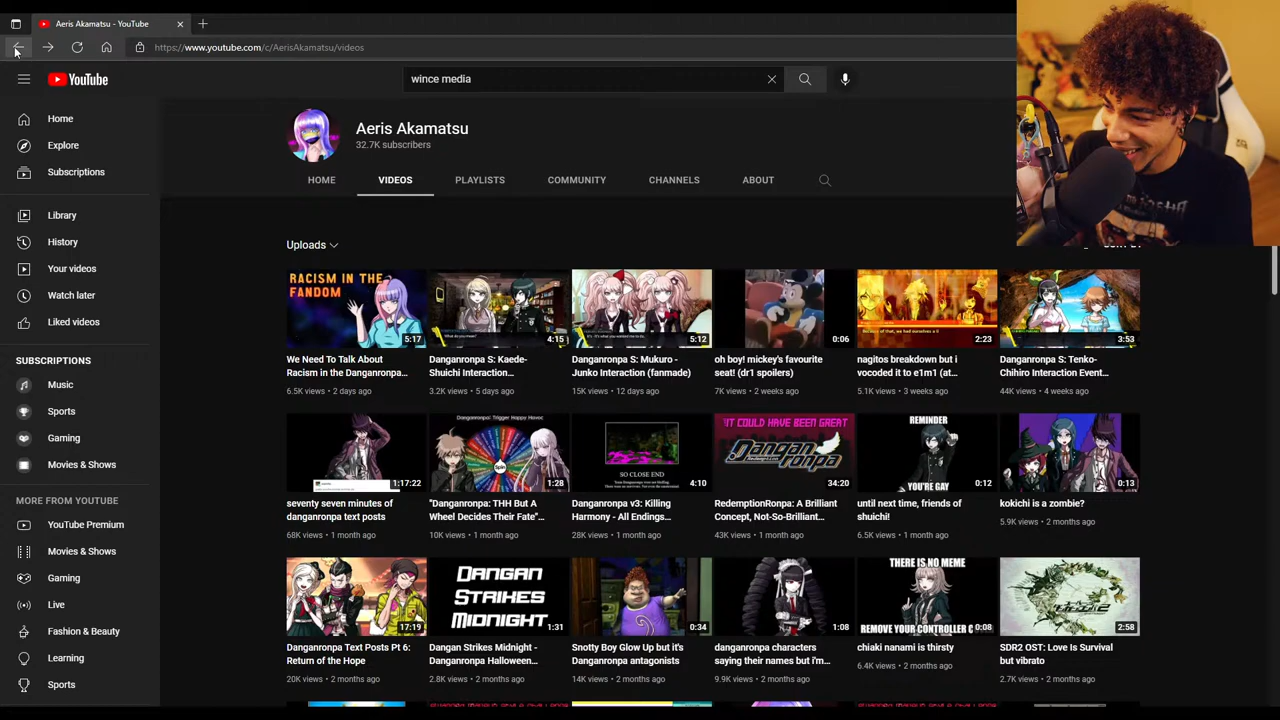 Aeris Akamatsu - YouTube
https://www.youtube.com/c/AerisAkamatsu/videos
YouTube
wince media
Home
Explore
Subscriptions
Library
History
Your videos
Watch later
Liked videos
SUBSCRIPTIONS
Music
Sports
Gaming
Movies & Shows
MORE FROM YOUTUBE
YouTube Premium
Movies & Shows
Gaming
Live
Fashion & Beauty
Learning
Sports
Aeris Akamatsu
32.7K subscribers
HOME VIDEOS PLAYLISTS COMMUNITY CHANNELS ABOUT
Uploads
RACISM IN THE
FANDOM
5:17
We Need To Talk About
Racism in the Danganronpa...
6.5K views • 2 days ago
4:15
Danganronpa S: Kaede-
Shuichi Interaction...
3.2K views • 5 days ago
5:12
Danganronpa S: Mukuro -
Junko Interaction (fanmade)
15K views • 12 days ago
0:06
oh boy! mickey's favourite
seat! (dr1 spoilers)
7K views • 2 weeks ago
2:23
nagitos breakdown but i
vocoded it to e1m1 (at...
5.1K views • 3 weeks ago
3:53
Danganronpa S: Tenko-
Chihiro Interaction Event...
44K views • 4 weeks ago
1:17:22
seventy seven minutes of
danganronpa text posts
68K views • 1 month ago
Danganronpa: Trigger Happy Havoc
Spin
1:28
"Danganronpa: THH But A
Wheel Decides Their Fate"...
10K views • 1 month ago
SO CLOSE END
4:10
Danganronpa v3: Killing
Harmony - All Endings...
28K views • 1 month ago
IT COULD HAVE BEEN GREAT
DANGAN
RONPA
34:20
RedemptionRonpa: A Brilliant
Concept, Not-So-Brilliant...
43K views • 1 month ago
REMINDER
YOU'RE GAY
0:12
until next time, friends of
shuichi!
6.5K views • 1 month ago
0:13
kokichi is a zombie?
5.9K views • 2 months ago
17:19
Danganronpa Text Posts Pt 6:
Return of the Hope
20K views • 2 months ago
DANGAN
STRIKES
MIDNIGHT
1:31
Dangan Strikes Midnight -
Danganronpa Halloween...
2.8K views • 2 months ago
0:34
Snotty Boy Glow Up but it's
Danganronpa antagonists
14K views • 2 months ago
1:08
danganronpa characters
saying their names but i'm...
9.9K views • 2 months ago
THERE IS NO MEME
REMOVE YOUR CONTROLLER
0:08
chiaki nanami is thirsty
6.4K views • 2 months ago
2:58
SDR2 OST: Love Is Survival
but vibrato
2.7K views • 2 months ago